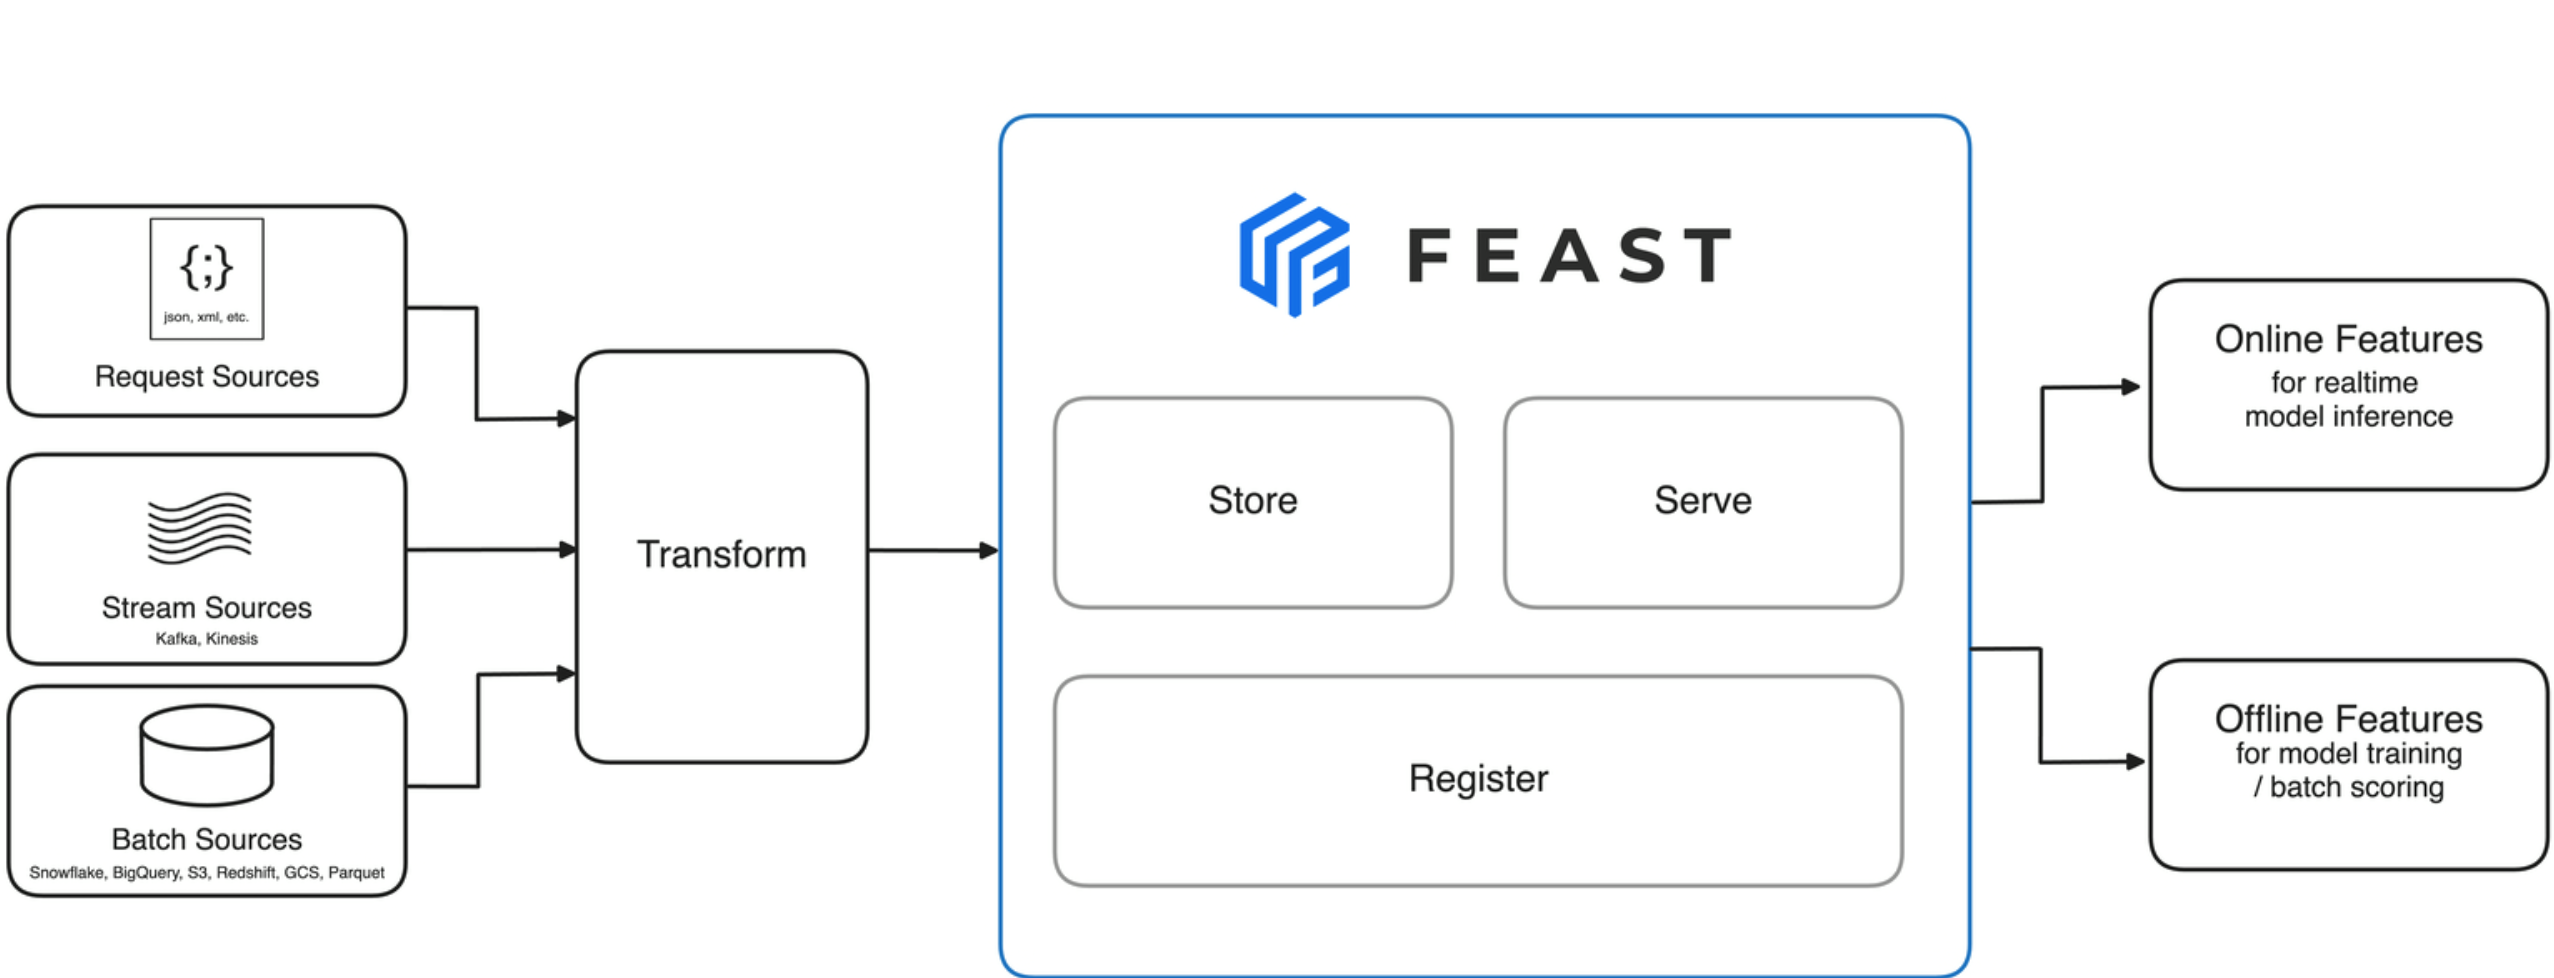 {;}
json, xml, etc.
Request Sources
Stream Sources
Kafka, Kinesis
Batch Sources
Snowflake, BigQuery, S3, Redshift, GCS, Parquet
Transform
FEAST
Store
Serve
Register
Online Features
for realtime
model inference
Offline Features
for model training
/ batch scoring